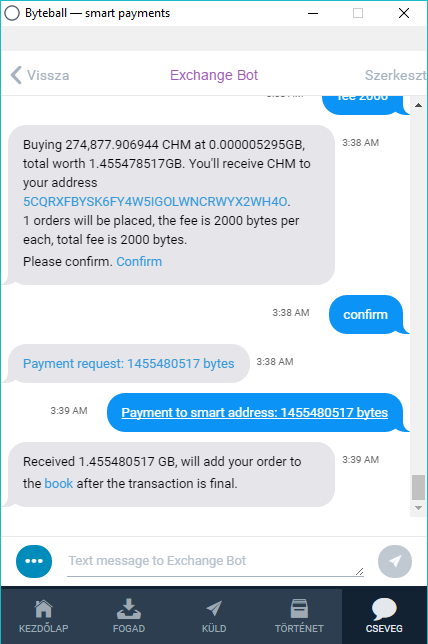 Byteball — smart payments
Vissza
Exchange Bot
Szerkeszt
fee 2000
Buying 274,877.906944 CHM at 0.000005295GB,
3:38 AM
total worth 1.455478517GB. You'll receive CHM to
your address
5CQRXFBYSK6FY4W5IGOLWNCRWYX2WH4O.
1 orders will be placed, the fee is 2000 bytes per
each, total fee is 2000 bytes.
Please confirm. Confirm
3:38 AM
confirm
Payment request: 1455480517 bytes
3:38 AM
3:39 AM
Payment to smart address: 1455480517 bytes
Received 1.455480517 GB, will add your order to
3:39 AM
the book after the transaction is final.
Text message to Exchange Bot
KEZDŐLAP
FOGAD
KÜLD
TÖRTÉNET
CSEVEG